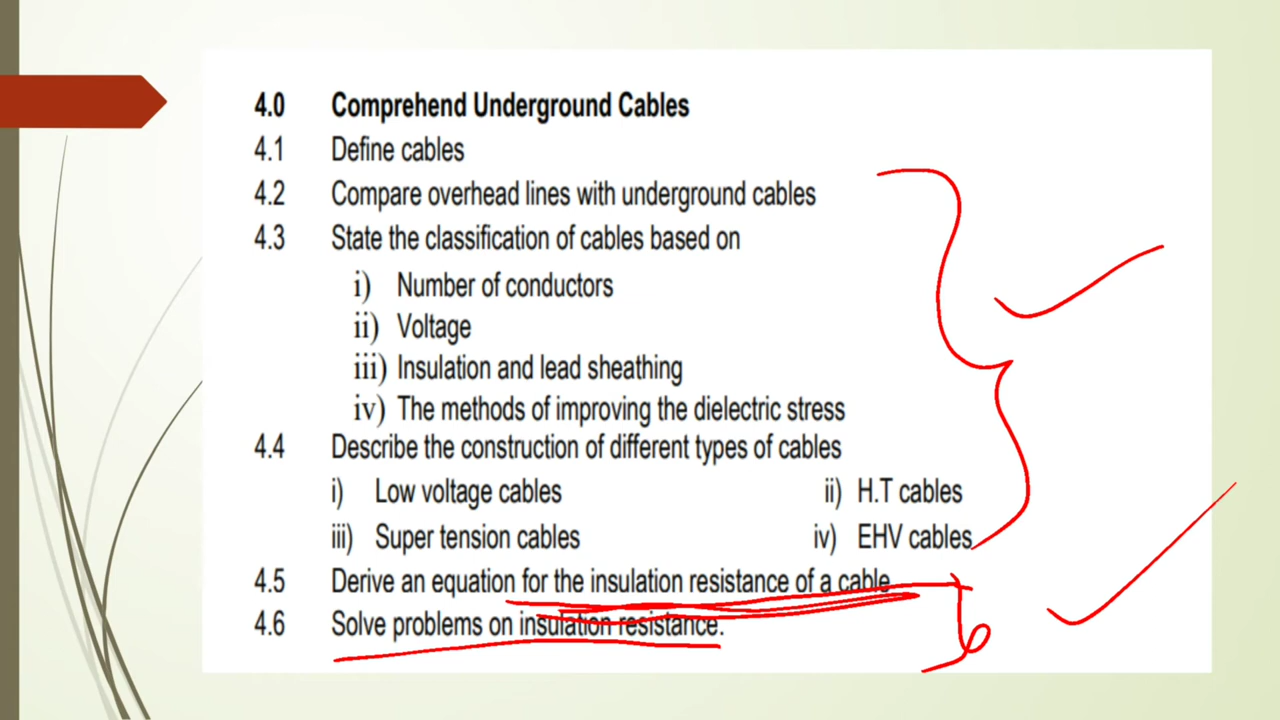 4.0 Comprehend Underground Cables
4.1 Define cables
4.2 Compare overhead lines with underground cables
4.3 State the classification of cables based on
i) Number of conductors
ii) Voltage
iii) Insulation and lead sheathing
iv) The methods of improving the dielectric stress
4.4 Describe the construction of different types of cables
i) Low voltage cables ii) H.T cables
iii) Super tension cables iv) EHV cables
4.5 Derive an equation for the insulation resistance of a cable
4.6 Solve problems on insulation resistance.